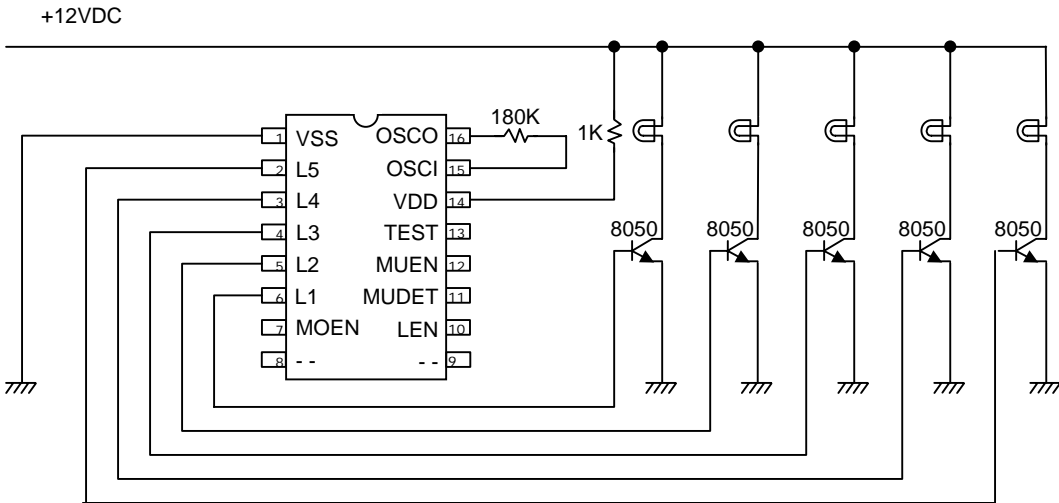 +12VDC
180K
1K
1 VSS OSCO 16
2 L5 OSCI 15
3 L4 VDD 14
4 L3 TEST 13
5 L2 MUEN 12
6 L1 MUDET 11
7 MOEN LEN 10
8 - - - - 9
8050 8050 8050 8050 8050